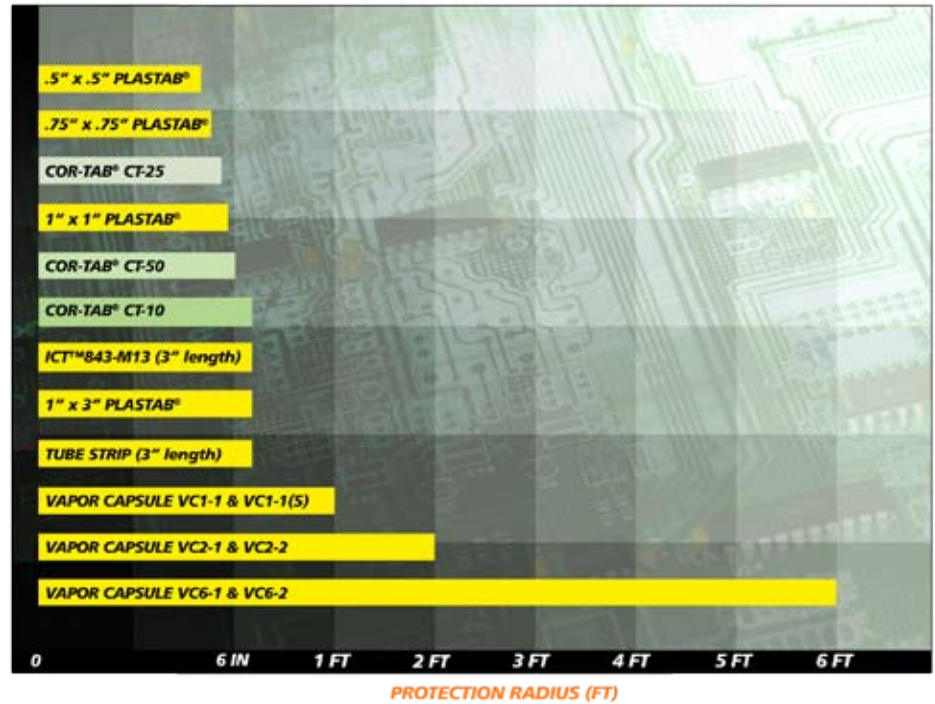 .5" x .5" PLASTAB®
.75" x .75" PLASTAB®
COR-TAB® CT-25
1" x 1" PLASTAB®
COR-TAB® CT-50
COR-TAB® CT-10
ICT™843-M13 (3" length)
1" x 3" PLASTAB®
TUBE STRIP (3" length)
VAPOR CAPSULE VC1-1 & VC1-1(S)
VAPOR CAPSULE VC2-1 & VC2-2
VAPOR CAPSULE VC6-1 & VC6-2
0 6 IN 1 FT 2 FT 3 FT 4 FT 5 FT 6 FT
PROTECTION RADIUS (FT)